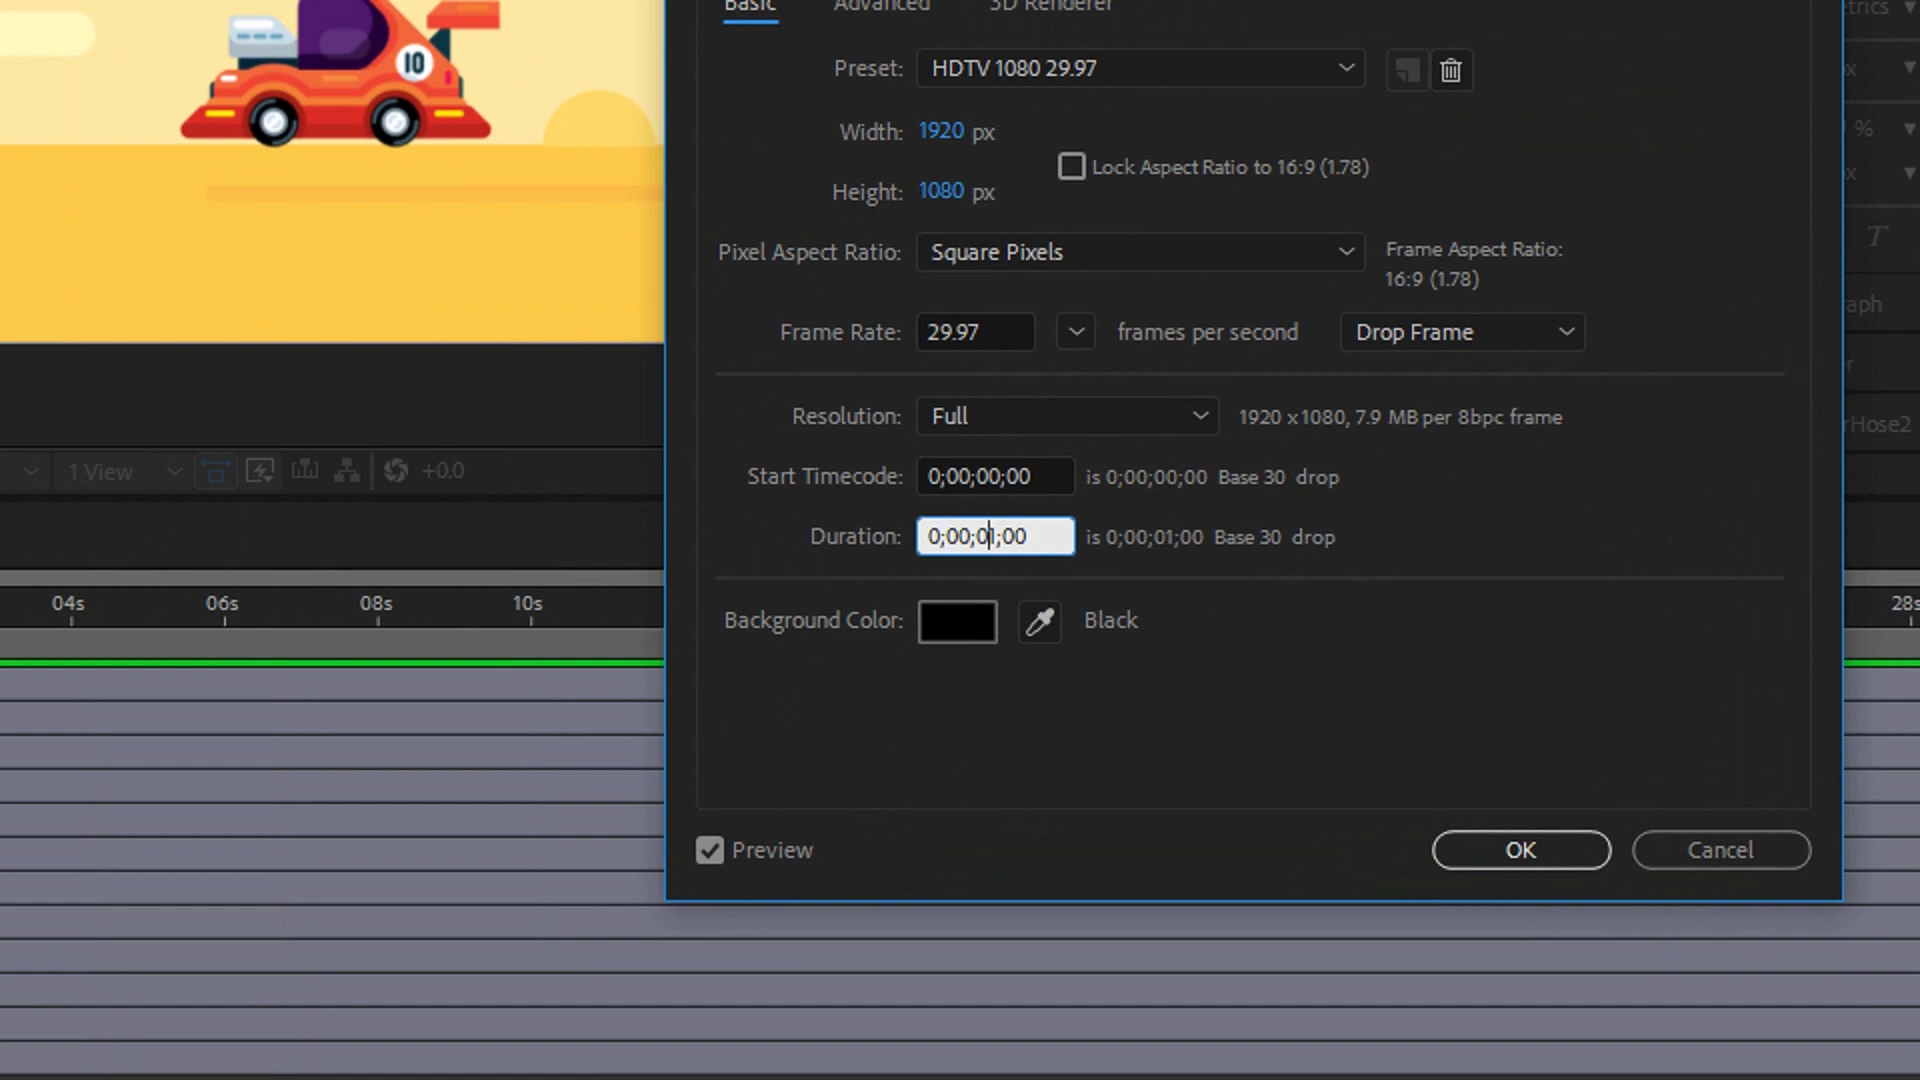 Basic Advanced 3D Renderer
Preset: HDTV 1080 29.97
10
Width: 1920 px
Lock Aspect Ratio to 16:9 (1.78)
Height: 1080 px
Pixel Aspect Ratio: Square Pixels
Frame Aspect Ratio:
16:9 (1.78)
Frame Rate: 29.97 frames per second Drop Frame
Resolution: Full 1920 x 1080, 7.9 MB per 8bpc frame
1 View +0.0
Start Timecode: 0;00;00;00 is 0;00;00;00 Base 30 drop
Duration: 0;00;01;00 is 0;00;01;00 Base 30 drop
04s 06s 08s 10s 28s
Background Color: Black
Preview OK Cancel
px
%
px
T